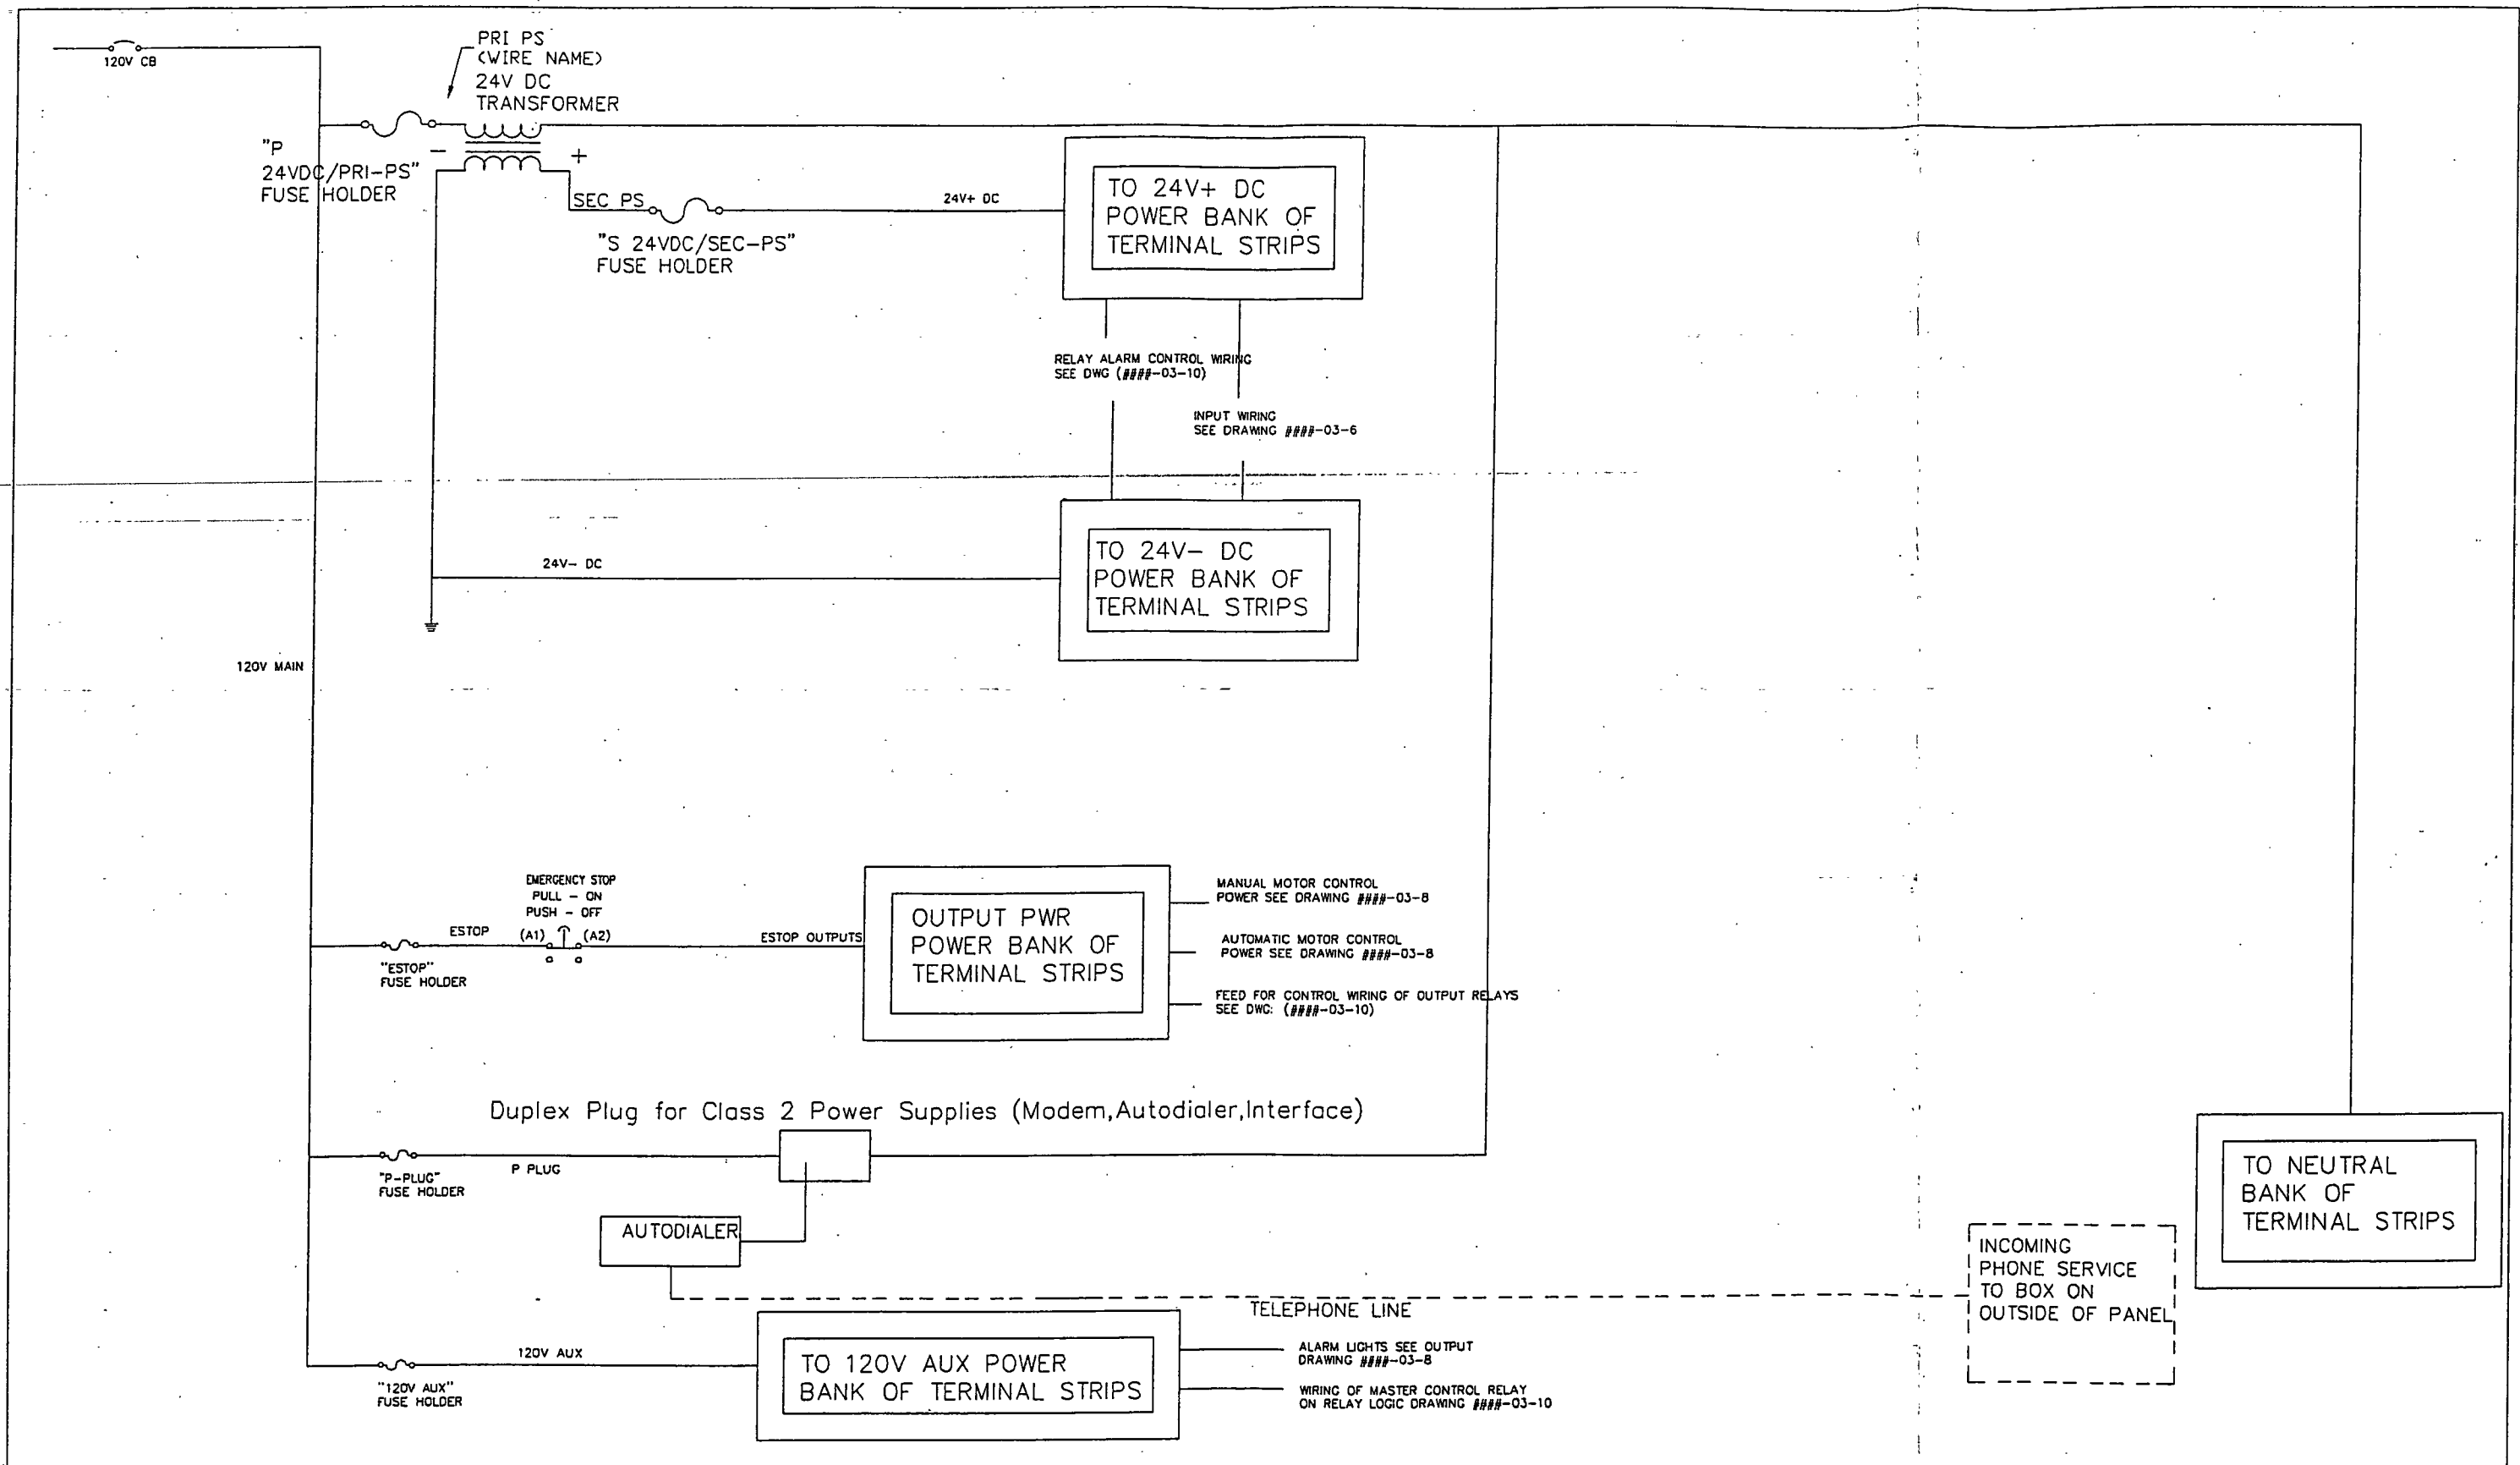 120V CB
PRI PS
(WIRE NAME)
24V DC
TRANSFORMER
"P
24VDC/PRI-PS"
FUSE HOLDER
−
+
SEC PS
"S 24VDC/SEC-PS"
FUSE HOLDER
24V+ DC
TO 24V+ DC
POWER BANK OF
TERMINAL STRIPS
RELAY ALARM CONTROL WIRING
SEE DWG (####-03-10)
INPUT WIRING
SEE DRAWING ####-03-6
24V- DC
TO 24V- DC
POWER BANK OF
TERMINAL STRIPS
120V MAIN
EMERGENCY STOP
PULL - ON
PUSH - OFF
(A1) (A2)
ESTOP
"ESTOP"
FUSE HOLDER
ESTOP OUTPUTS
OUTPUT PWR
POWER BANK OF
TERMINAL STRIPS
MANUAL MOTOR CONTROL
POWER SEE DRAWING ####-03-8
AUTOMATIC MOTOR CONTROL
POWER SEE DRAWING ####-03-8
FEED FOR CONTROL WIRING OF OUTPUT RELAYS
SEE DWG: (####-03-10)
Duplex Plug for Class 2 Power Supplies (Modem,Autodialer,Interface)
P PLUG
"P-PLUG"
FUSE HOLDER
AUTODIALER
TELEPHONE LINE
INCOMING
PHONE SERVICE
TO BOX ON
OUTSIDE OF PANEL
TO NEUTRAL
BANK OF
TERMINAL STRIPS
120V AUX
"120V AUX"
FUSE HOLDER
TO 120V AUX POWER
BANK OF TERMINAL STRIPS
ALARM LIGHTS SEE OUTPUT
DRAWING ####-03-8
WIRING OF MASTER CONTROL RELAY
ON RELAY LOGIC DRAWING ####-03-10